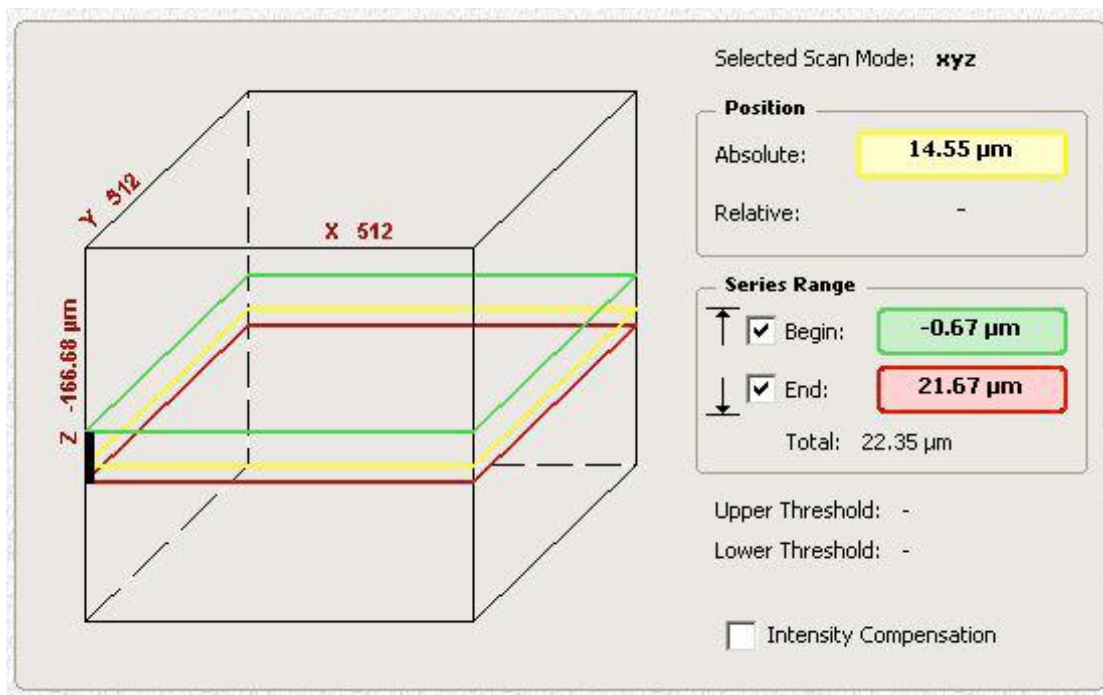 Selected Scan Mode: xyz
Position
Absolute: 14.55 µm
Relative: -
Series Range
Begin: -0.67 µm
End: 21.67 µm
Total: 22.35 µm
Upper Threshold: -
Lower Threshold: -
Intensity Compensation
Y 512
X 512
Z -166.68 µm